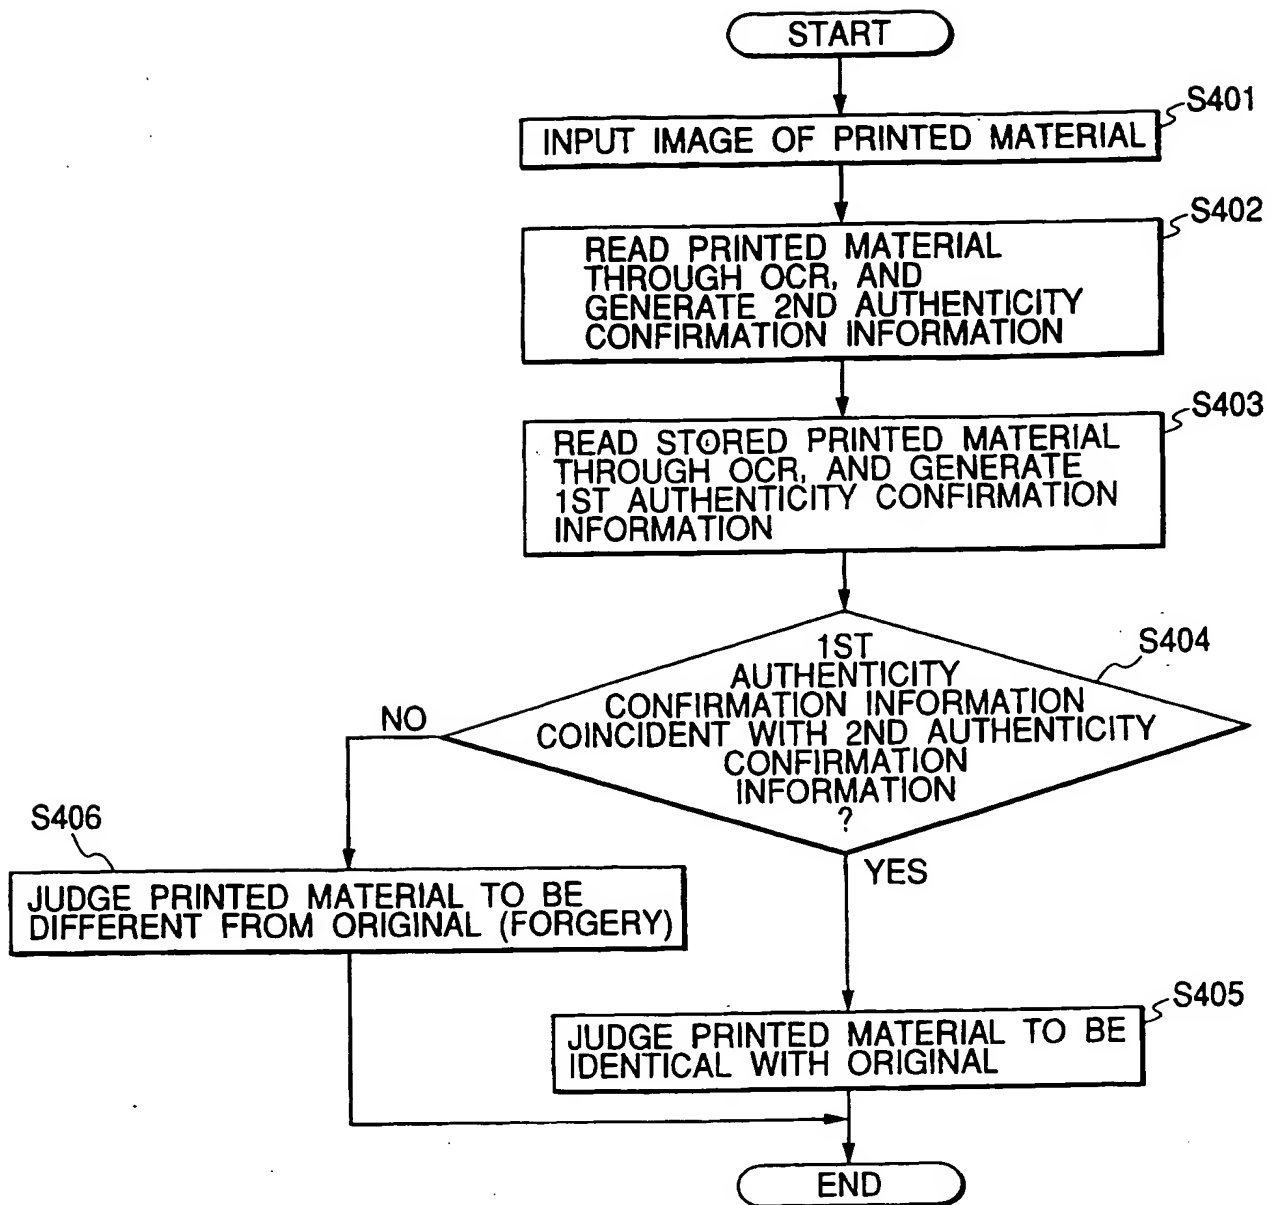 START
S401
INPUT IMAGE OF PRINTED MATERIAL
S402
READ PRINTED MATERIAL
THROUGH OCR, AND
GENERATE 2ND AUTHENTICITY
CONFIRMATION INFORMATION
S403
READ STORED PRINTED MATERIAL
THROUGH OCR, AND GENERATE
1ST AUTHENTICITY CONFIRMATION
INFORMATION
S404
1ST
AUTHENTICITY
CONFIRMATION INFORMATION
COINCIDENT WITH 2ND AUTHENTICITY
CONFIRMATION
INFORMATION
?
NO
YES
S406
JUDGE PRINTED MATERIAL TO BE
DIFFERENT FROM ORIGINAL (FORGERY)
S405
JUDGE PRINTED MATERIAL TO BE
IDENTICAL WITH ORIGINAL
END